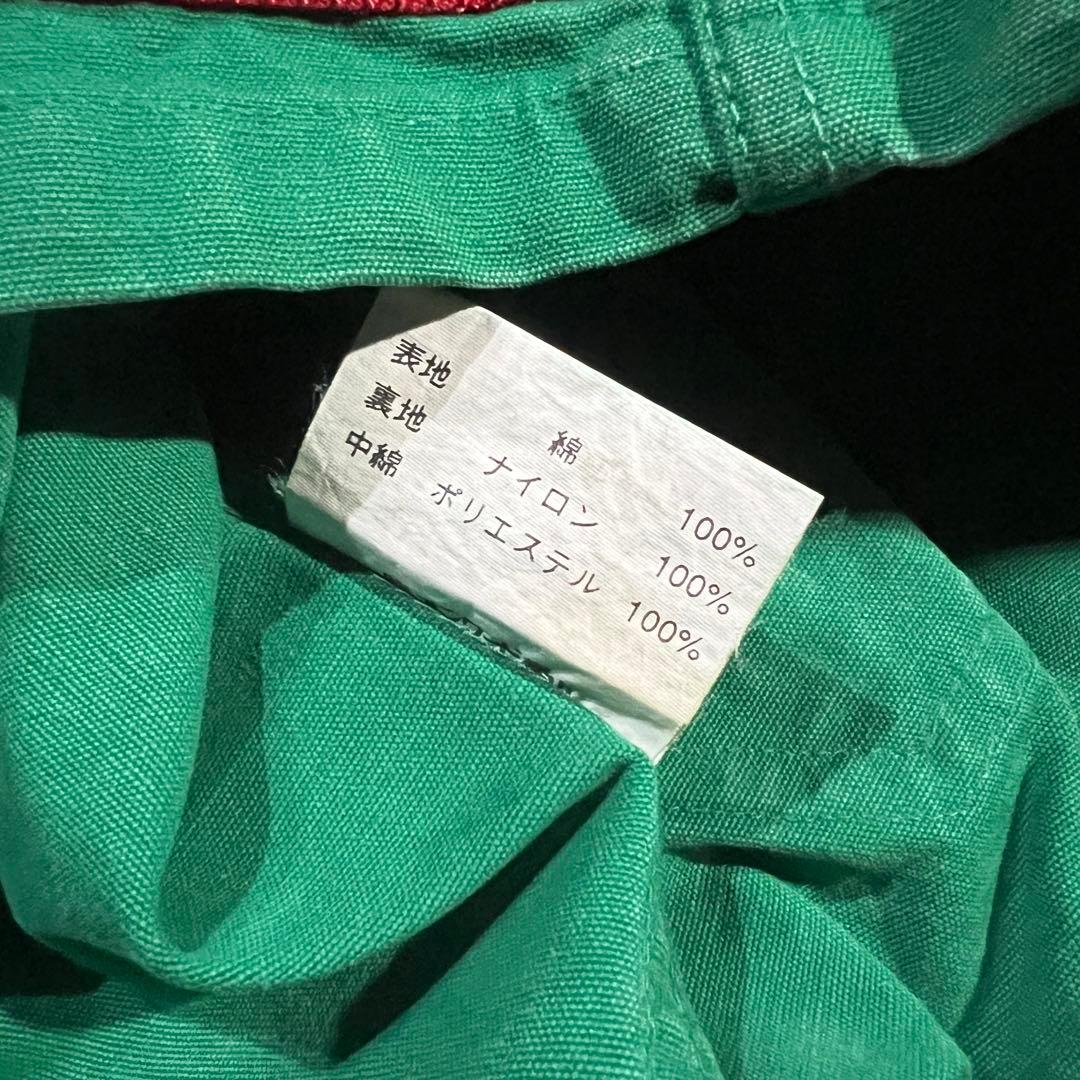 表地 綿 100%
裏地 ナイロン 100%
中綿 ポリエステル 100%